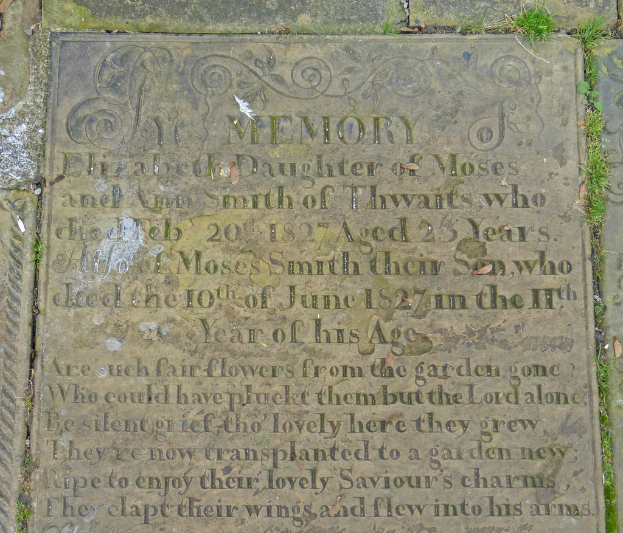 In MEMORY of
Elizabeth Daughter of Moses
and Ann Smith of Thwaits who
died Feb 20th 1827 Aged 23 Years.
Also of Moses Smith their Son, who
died the 10th of June 1827 in the 11th
Year of his Age
Are such fair flowers from the garden gone?
Who could have pluckt them but the Lord alone;
Be silent grief, tho' lovely here they grew,
They're now transplanted to a garden new;
Ripe to enjoy their lovely Saviour's charms,
They clapt their wings and flew into his arms.